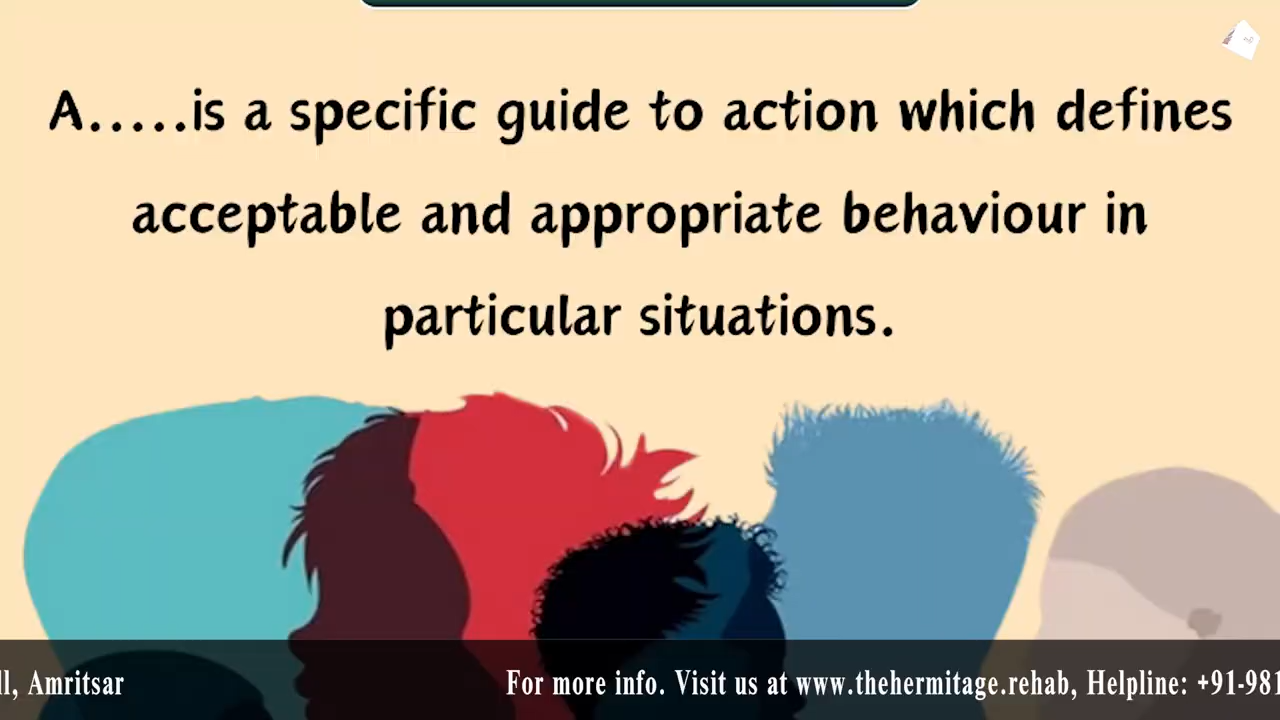 A.....is a specific guide to action which defines
acceptable and appropriate behaviour in
particular situations.
ll, Amritsar
For more info. Visit us at www.thehermitage.rehab, Helpline: +91-981